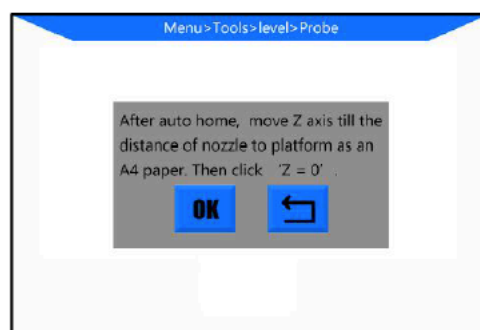 Menu>Tools>level>Probe
After auto home, move Z axis till the
distance of nozzle to platform as an
A4 paper. Then click 'Z = 0' .
OK